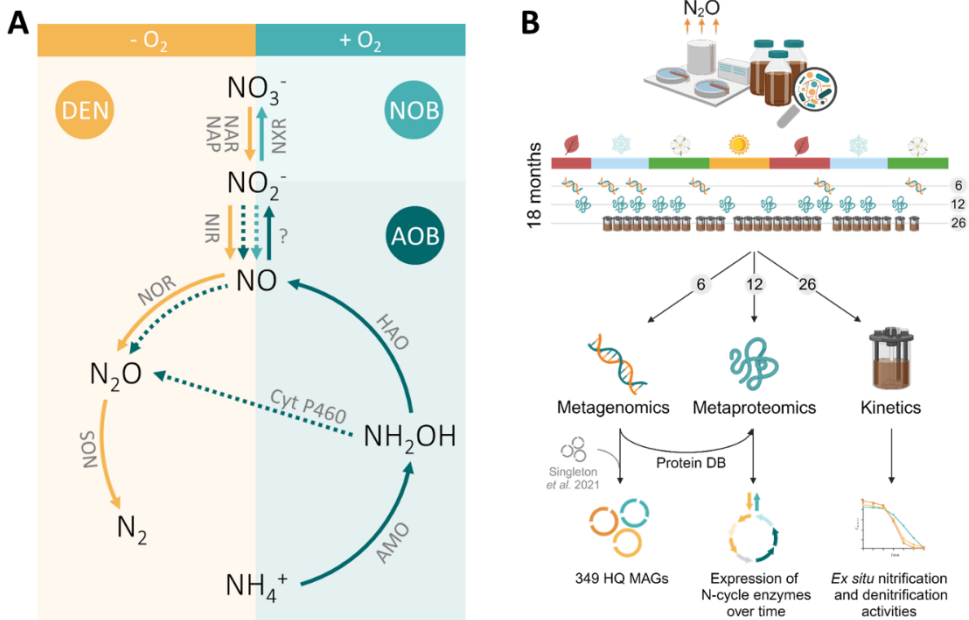 A
- O₂
+ O₂
DEN
NO₃⁻
NOB
NAR
NAP
NXR
NO₂⁻
NIR
?
AOB
NO
NOR
HAO
N₂O
Cyt P460
NH₂OH
NOS
N₂
AMO
NH₄⁺
B
N₂O
18 months
6
12
26
6
12
26
Metagenomics
Metaproteomics
Kinetics
Protein DB
Singleton
et al. 2021
349 HQ MAGs
Expression of
N-cycle enzymes
over time
Ex situ nitrification
and denitrification
activities